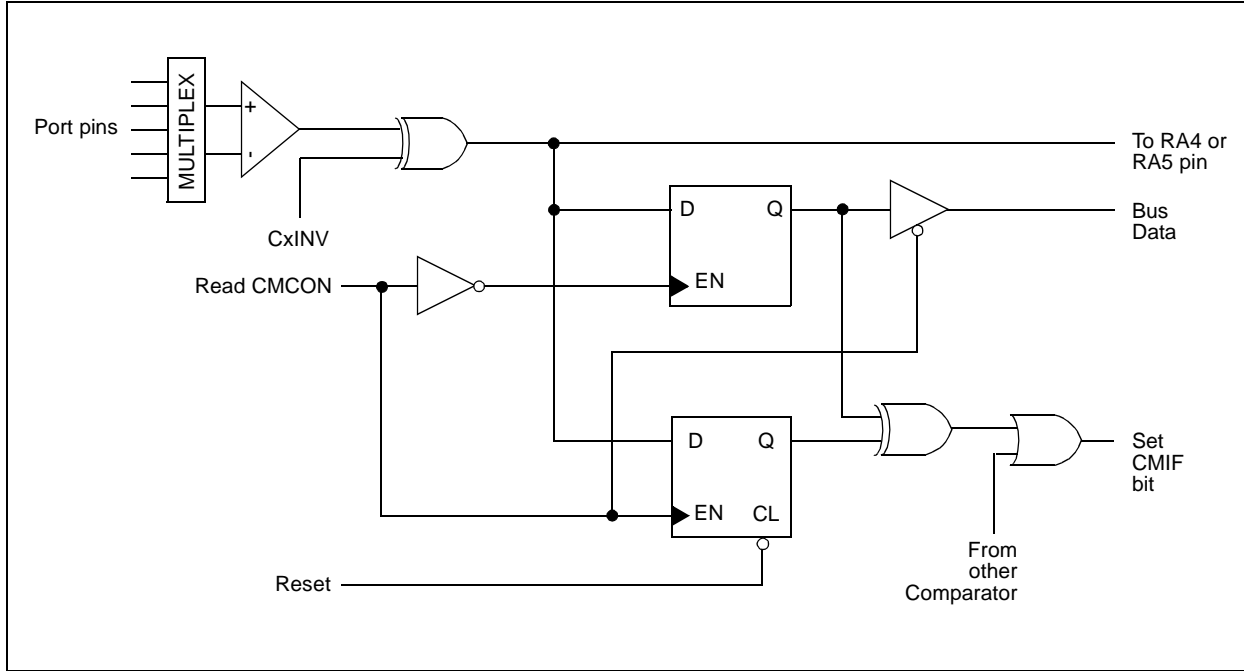 Port pins
MULTIPLEX
+
-
CxINV
To RA4 or
RA5 pin
D
Q
EN
Bus
Data
Read CMCON
D
Q
EN
CL
Set
CMIF
bit
From
other
Comparator
Reset